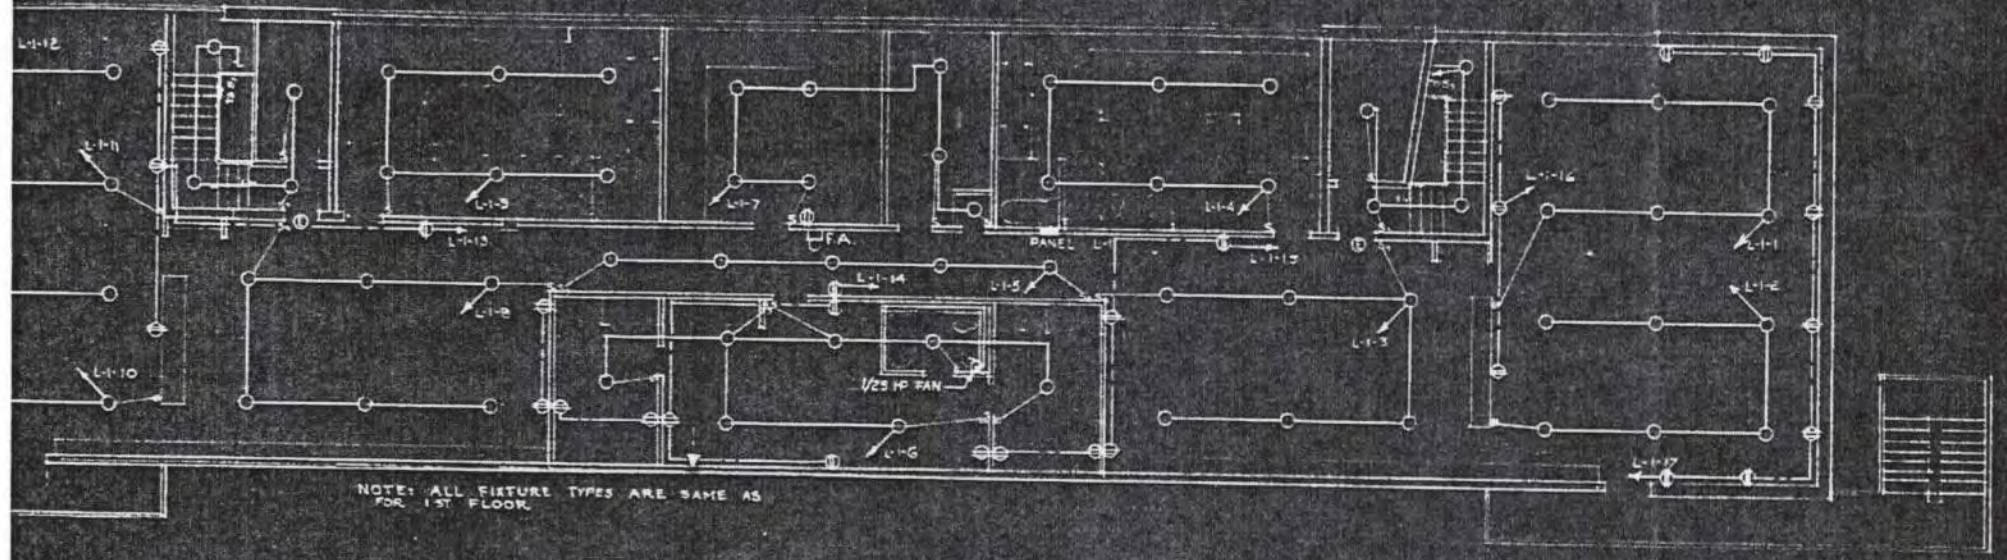 L-1-12
L-1-11
L-1-16
L-1-9
L-1-7
L-1-4
L-1-13
F.A.
PANEL L-1
L-1-15
L-1-1
L-1-14
L-1-5
L-1-2
L-1-8
L-1-3
L-1-10
1/25 HP FAN
L-1-6
L-1-17
NOTE: ALL FIXTURE TYPES ARE SAME AS
FOR 1ST FLOOR